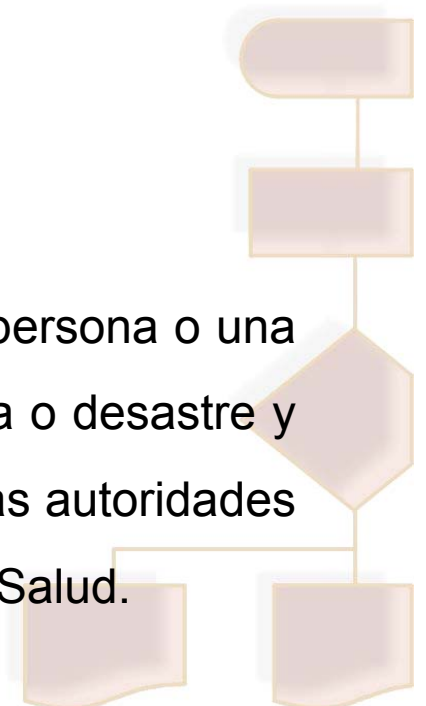 persona o una
a o desastre y
as autoridades
Salud.